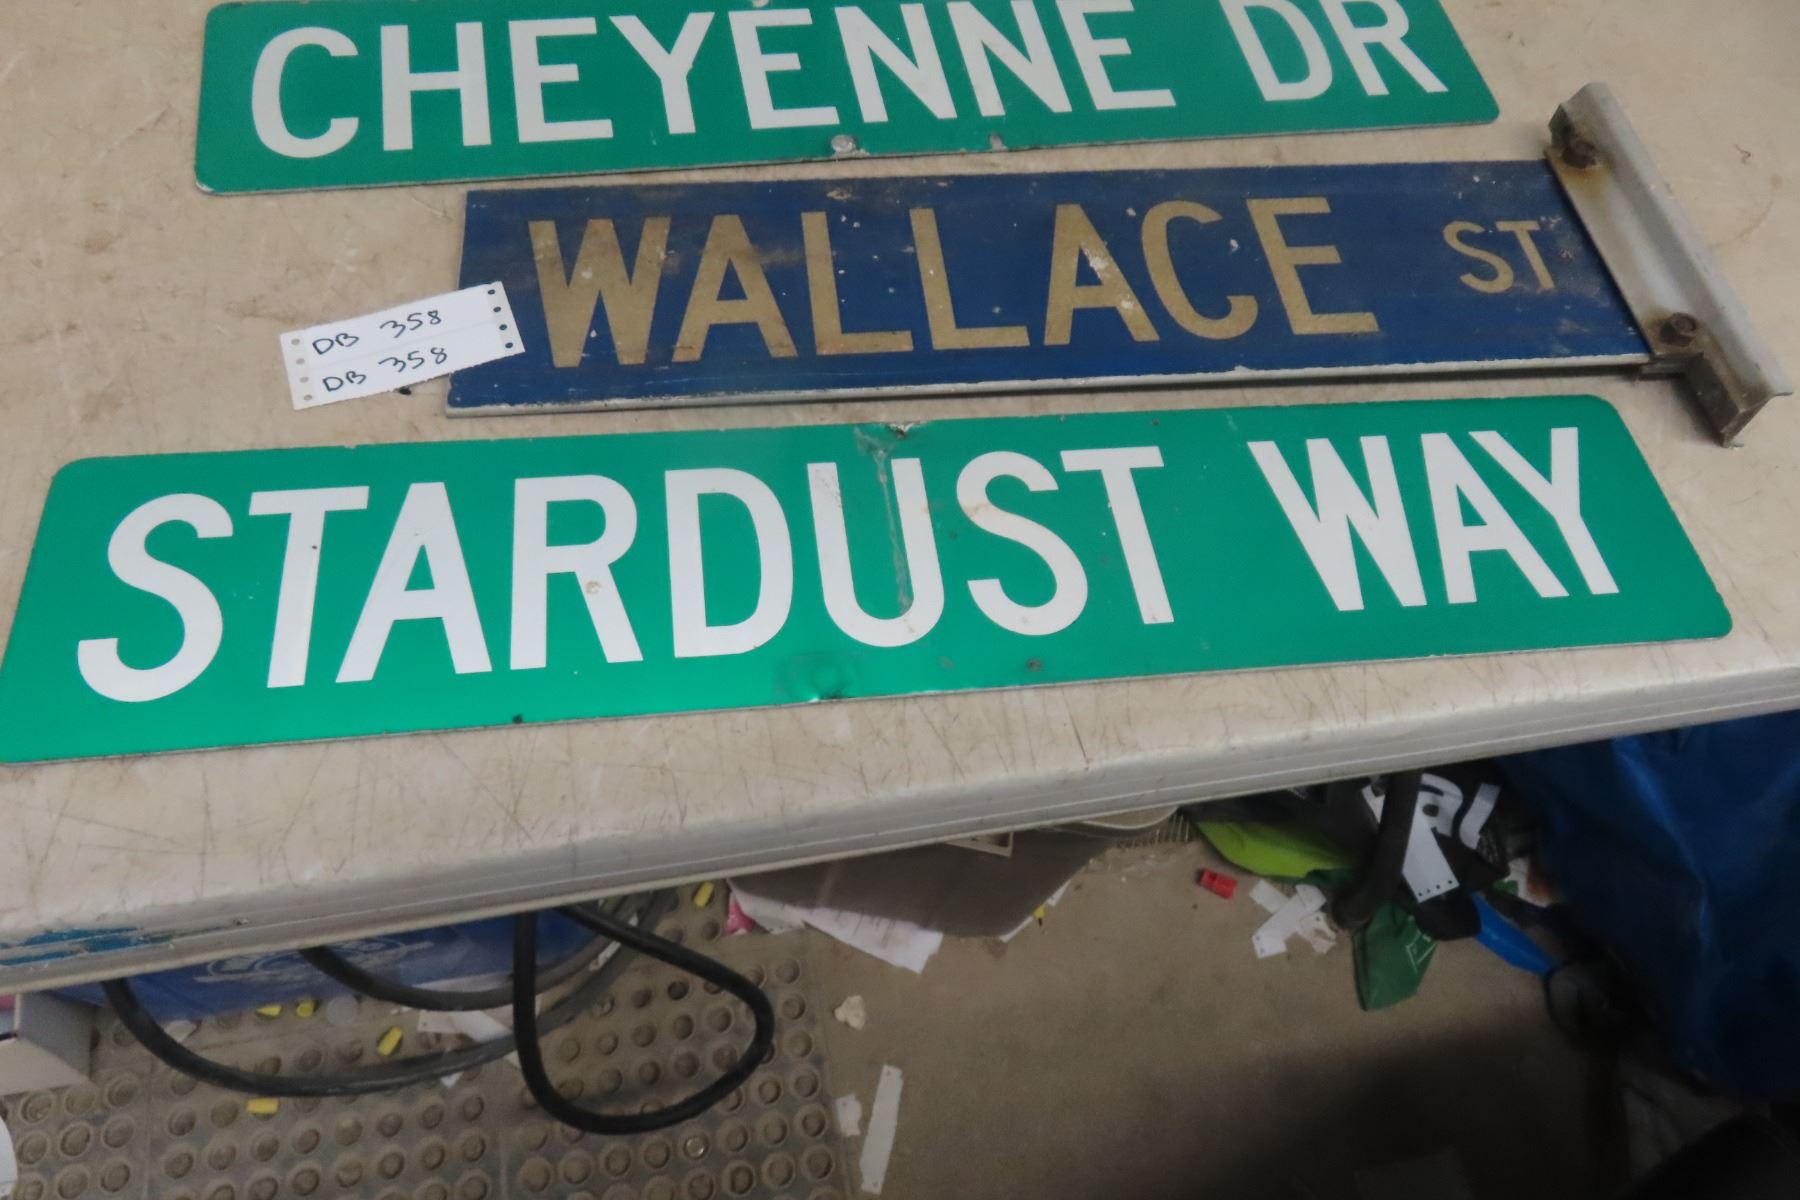 CHEYENNE DR
WALLACE ST
DB 358
DB 358
STARDUST WAY